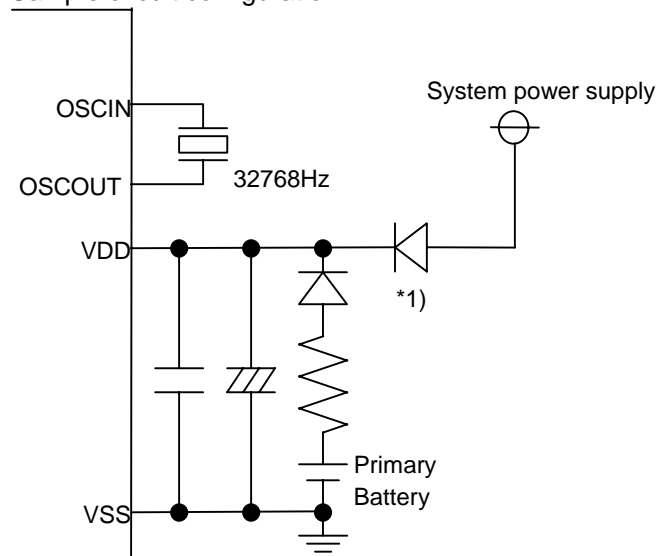 OSCIN
System power supply
OSCOUT
32768Hz
VDD
*1)
Primary
Battery
VSS